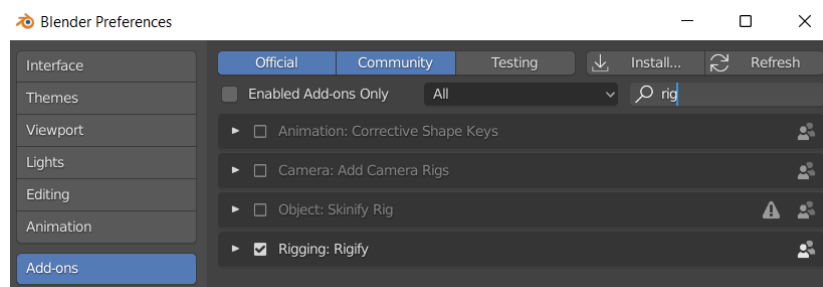 Blender Preferences
Interface
Themes
Viewport
Lights
Editing
Animation
Add-ons
Official Community Testing Install... Refresh
Enabled Add-ons Only All rig
Animation: Corrective Shape Keys
Camera: Add Camera Rigs
Object: Skinify Rig
Rigging: Rigify